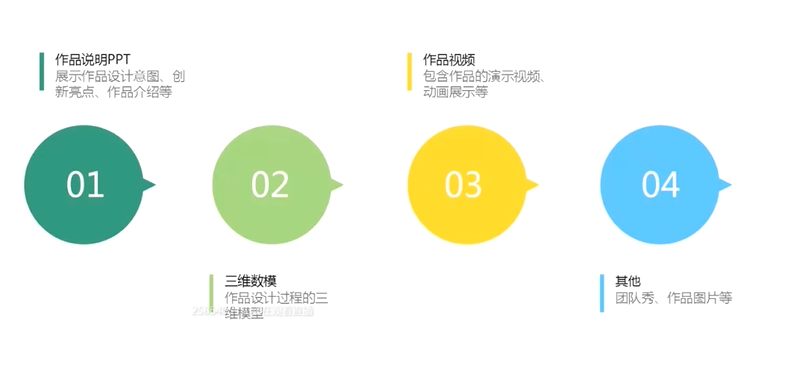 作品说明PPT
展示作品设计意图、创
新亮点、作品介绍等
作品视频
包含作品的演示视频、
动画展示等
01
02
03
04
三维数模
作品设计过程的三
维模型
其他
团队秀、作品图片等